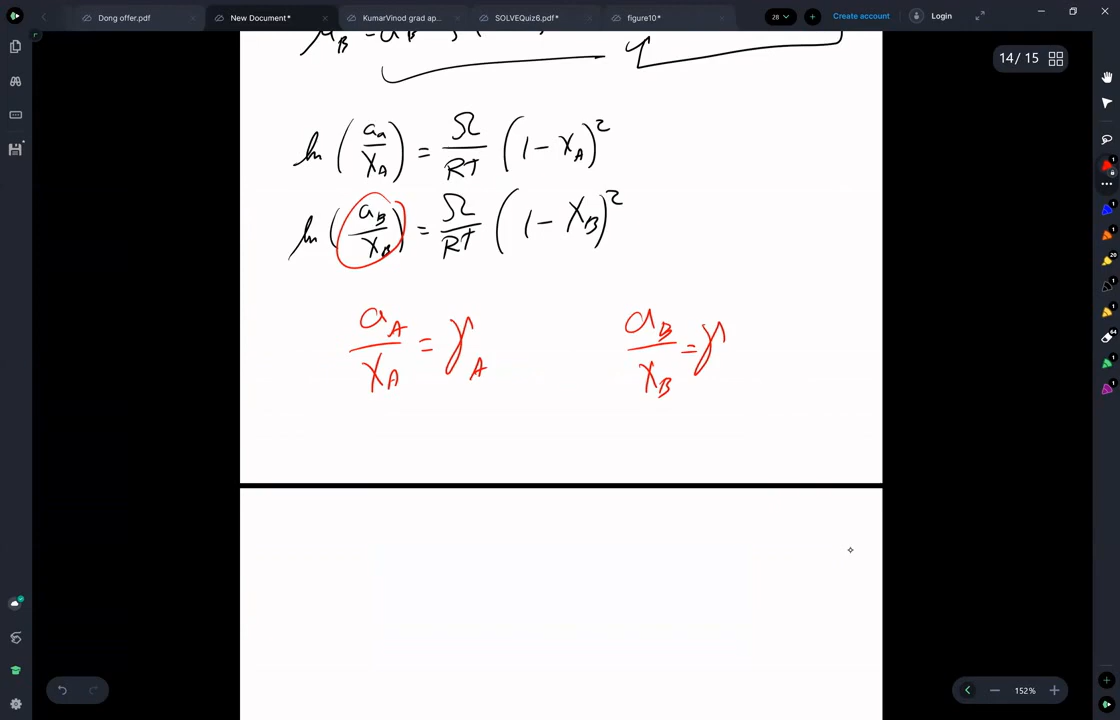 Dong offer.pdf New Document* KumarVinod grad ap... SOLVEQuiz6.pdf* figure10* 28 Create account Login
14 / 15
ln (a_a/X_A) = Ω/RT (1 - X_A)^2
ln (a_B/X_B) = Ω/RT (1 - X_B)^2
a_A/X_A = γ_A a_B/X_B = γ
152%